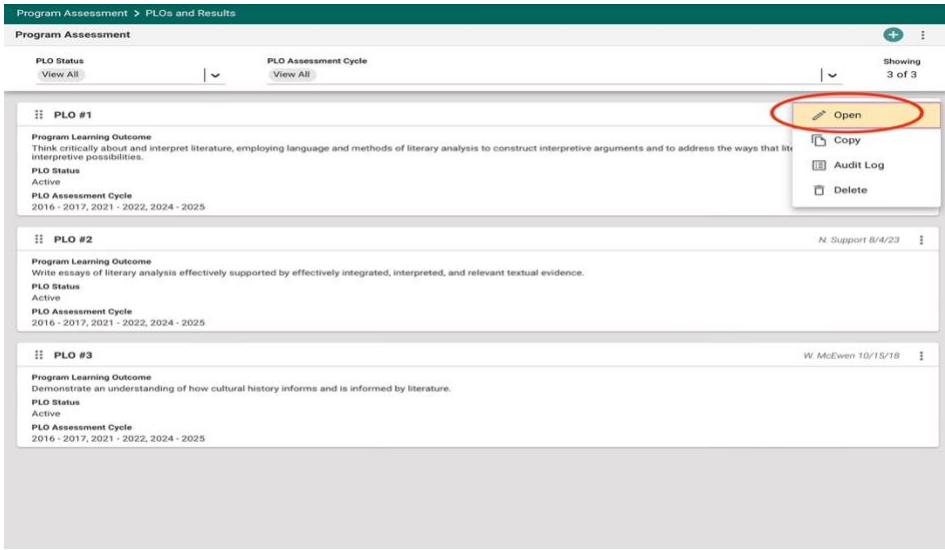 Program Assessment > PLOs and Results
Program Assessment
PLO Status
View All
PLO Assessment Cycle
View All
Showing
3 of 3
PLO #1
Open
Copy
Audit Log
Delete
Program Learning Outcome
Think critically about and interpret literature, employing language and methods of literary analysis to construct interpretive arguments and to address the ways that
interpretive possibilities.
PLO Status
Active
PLO Assessment Cycle
2016 - 2017, 2021 - 2022, 2024 - 2025
PLO #2
N. Support 8/4/23
Program Learning Outcome
Write essays of literary analysis effectively supported by effectively integrated, interpreted, and relevant textual evidence.
PLO Status
Active
PLO Assessment Cycle
2016 - 2017, 2021 - 2022, 2024 - 2025
PLO #3
W. McEwen 10/15/18
Program Learning Outcome
Demonstrate an understanding of how cultural history informs and is informed by literature.
PLO Status
Active
PLO Assessment Cycle
2016 - 2017, 2021 - 2022, 2024 - 2025